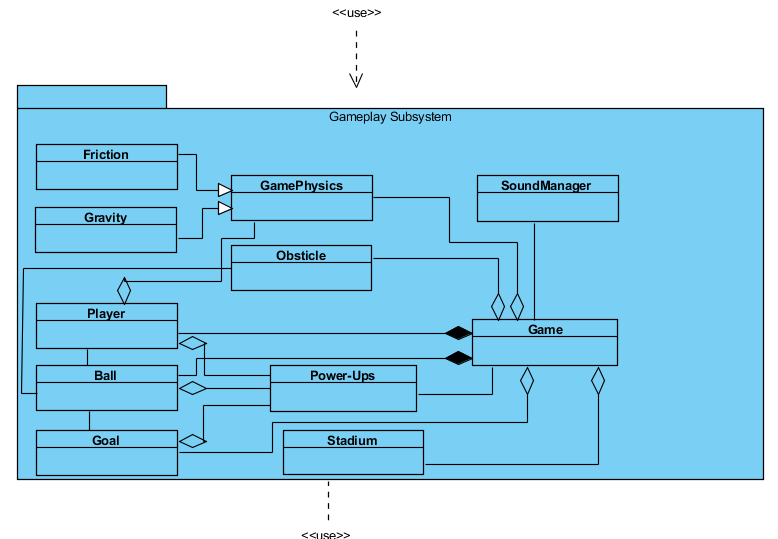 <<use>>
Gameplay Subsystem
Friction
GamePhysics
SoundManager
Gravity
Obsticle
Player
Game
Ball
Power-Ups
Goal
Stadium
<<use>>